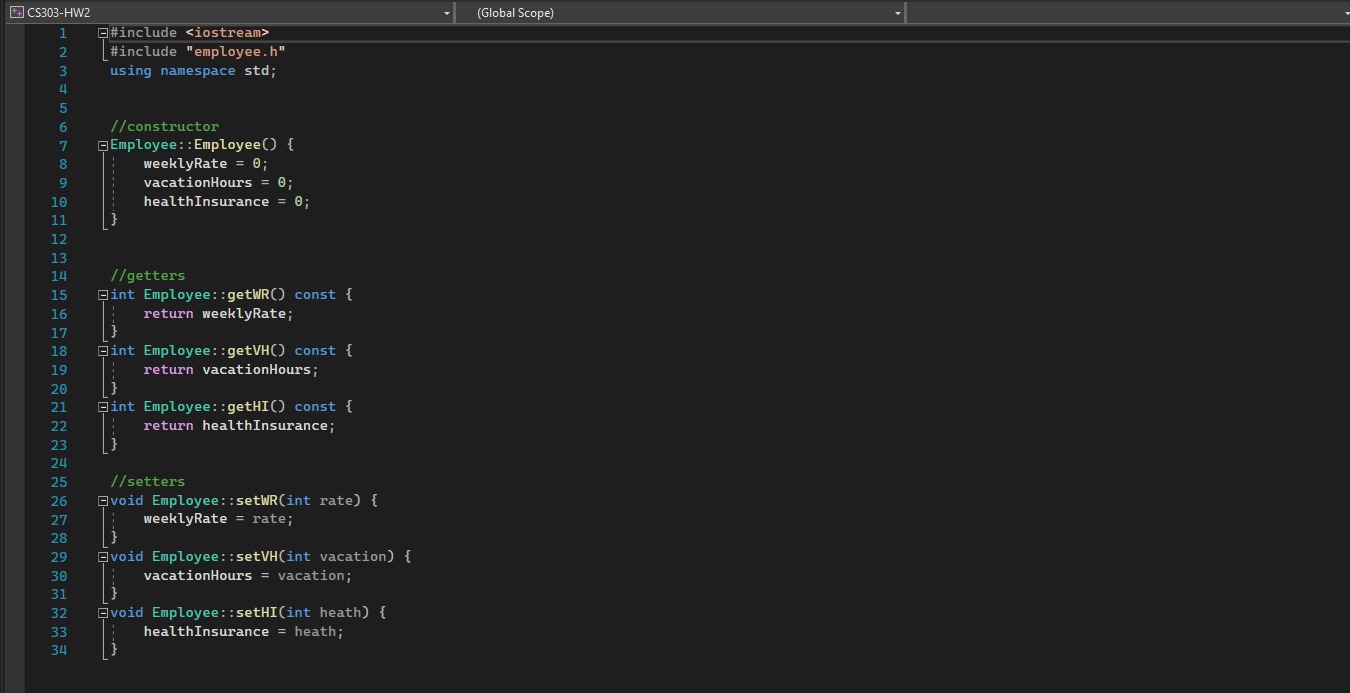 CS303-HW2 (Global Scope)
1 #include <iostream>
2 #include "employee.h"
3 using namespace std;
4
5
6 //constructor
7 Employee::Employee() {
8 weeklyRate = 0;
9 vacationHours = 0;
10 healthInsurance = 0;
11 }
12
13
14 //getters
15 int Employee::getWR() const {
16 return weeklyRate;
17 }
18 int Employee::getVH() const {
19 return vacationHours;
20 }
21 int Employee::getHI() const {
22 return healthInsurance;
23 }
24
25 //setters
26 void Employee::setWR(int rate) {
27 weeklyRate = rate;
28 }
29 void Employee::setVH(int vacation) {
30 vacationHours = vacation;
31 }
32 void Employee::setHI(int heath) {
33 healthInsurance = heath;
34 }